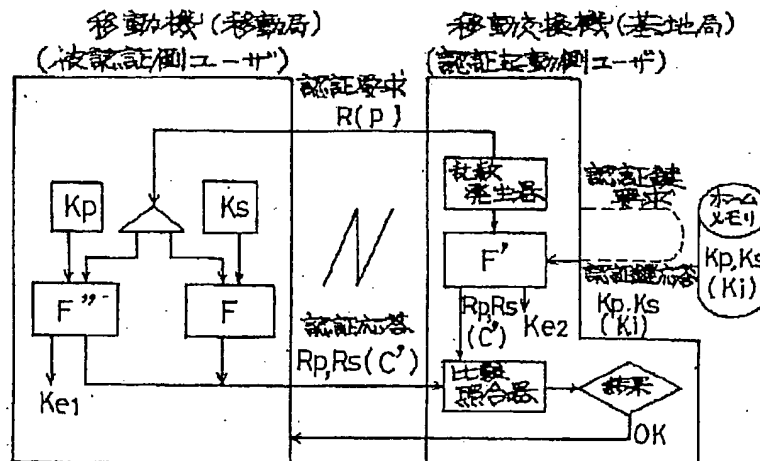 移動機(移動局)
(被認証側ユーザ)
移動交換機(基地局)
(認証起動側ユーザ)
認証要求
R(P)
Kp
Ks
乱数
発生器
認証鍵
要求
ホーム
メモリ
F"
F
F'
認証鍵応答
Kp,Ks
(Ki)
Kp,Ks
(Ki)
認証応答
Rp,Rs(C')
Rp,Rs
(C')
Ke2
Ke1
比較
照合器
結果
OK